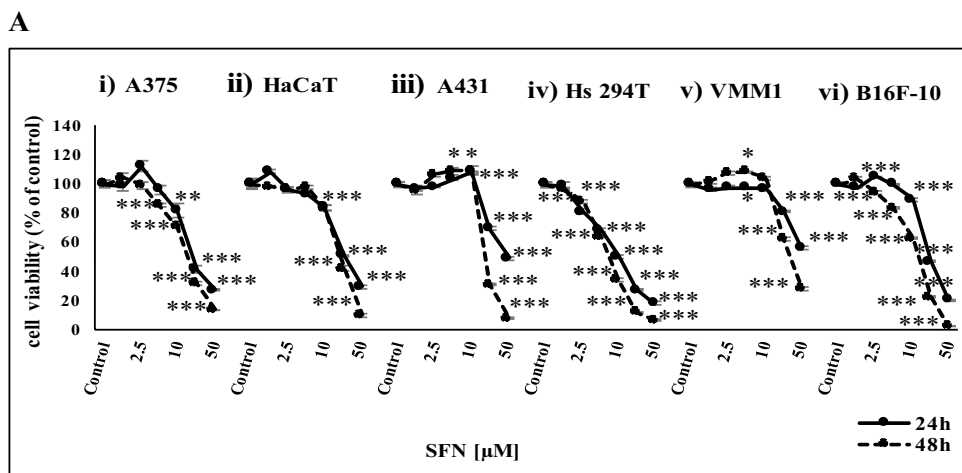 A
i) A375 ii) HaCaT iii) A431 iv) Hs 294T v) VMM1 vi) B16F-10
cell viability (% of control)
140
120
100
80
60
40
20
0
*** *** ** *** *** *** ***
*** *** *** ***
* * *** *** *** *** ***
*** *** *** *** *** *** *** *** ***
* * *** *** *** ***
*** *** *** *** *** *** *** *** *** ***
Control 2.5 10 50 Control 2.5 10 50 Control 2.5 10 50 Control 2.5 10 50 Control 2.5 10 50 Control 2.5 10 50
SFN [µM]
24h
48h